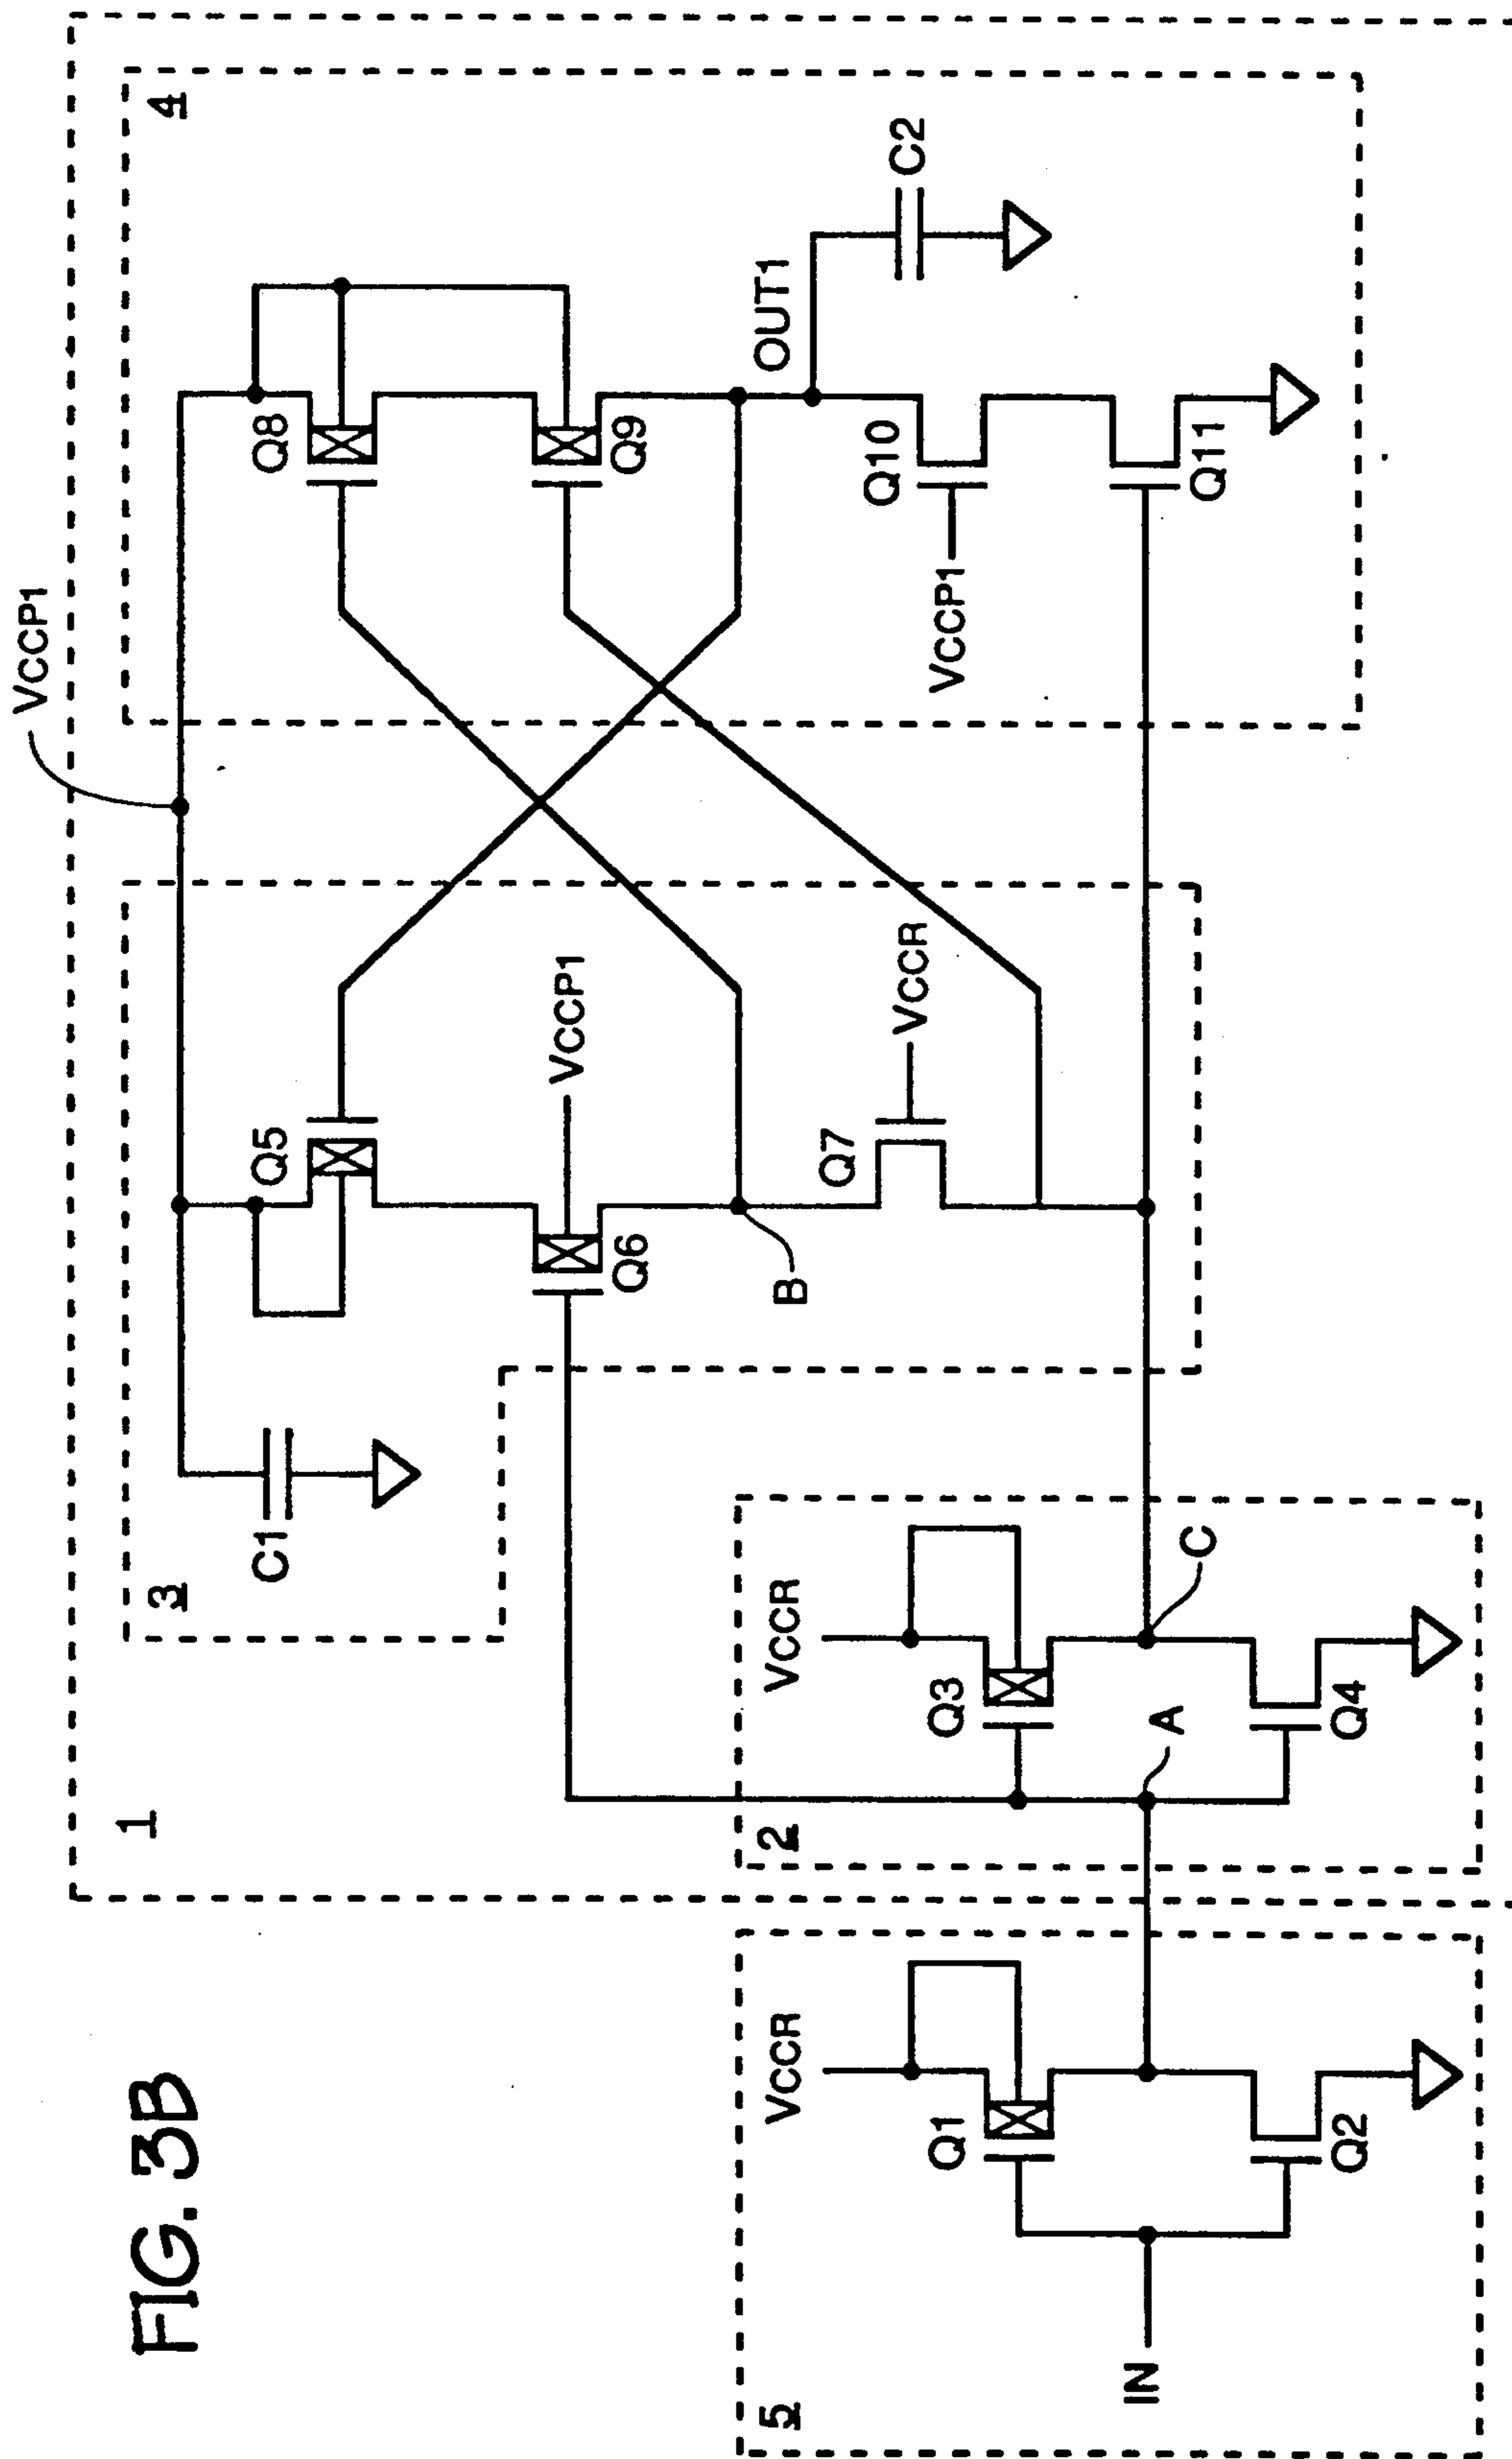 FIG. 3B
VCCP1
1
3
4
C1
Q5
Q8
VCCP1
Q6
Q9
B
OUT1
C2
Q7
VCCR
Q10
VCCP1
Q11
2
VCCR
Q3
A
C
Q4
5
VCCR
Q1
IN
Q2